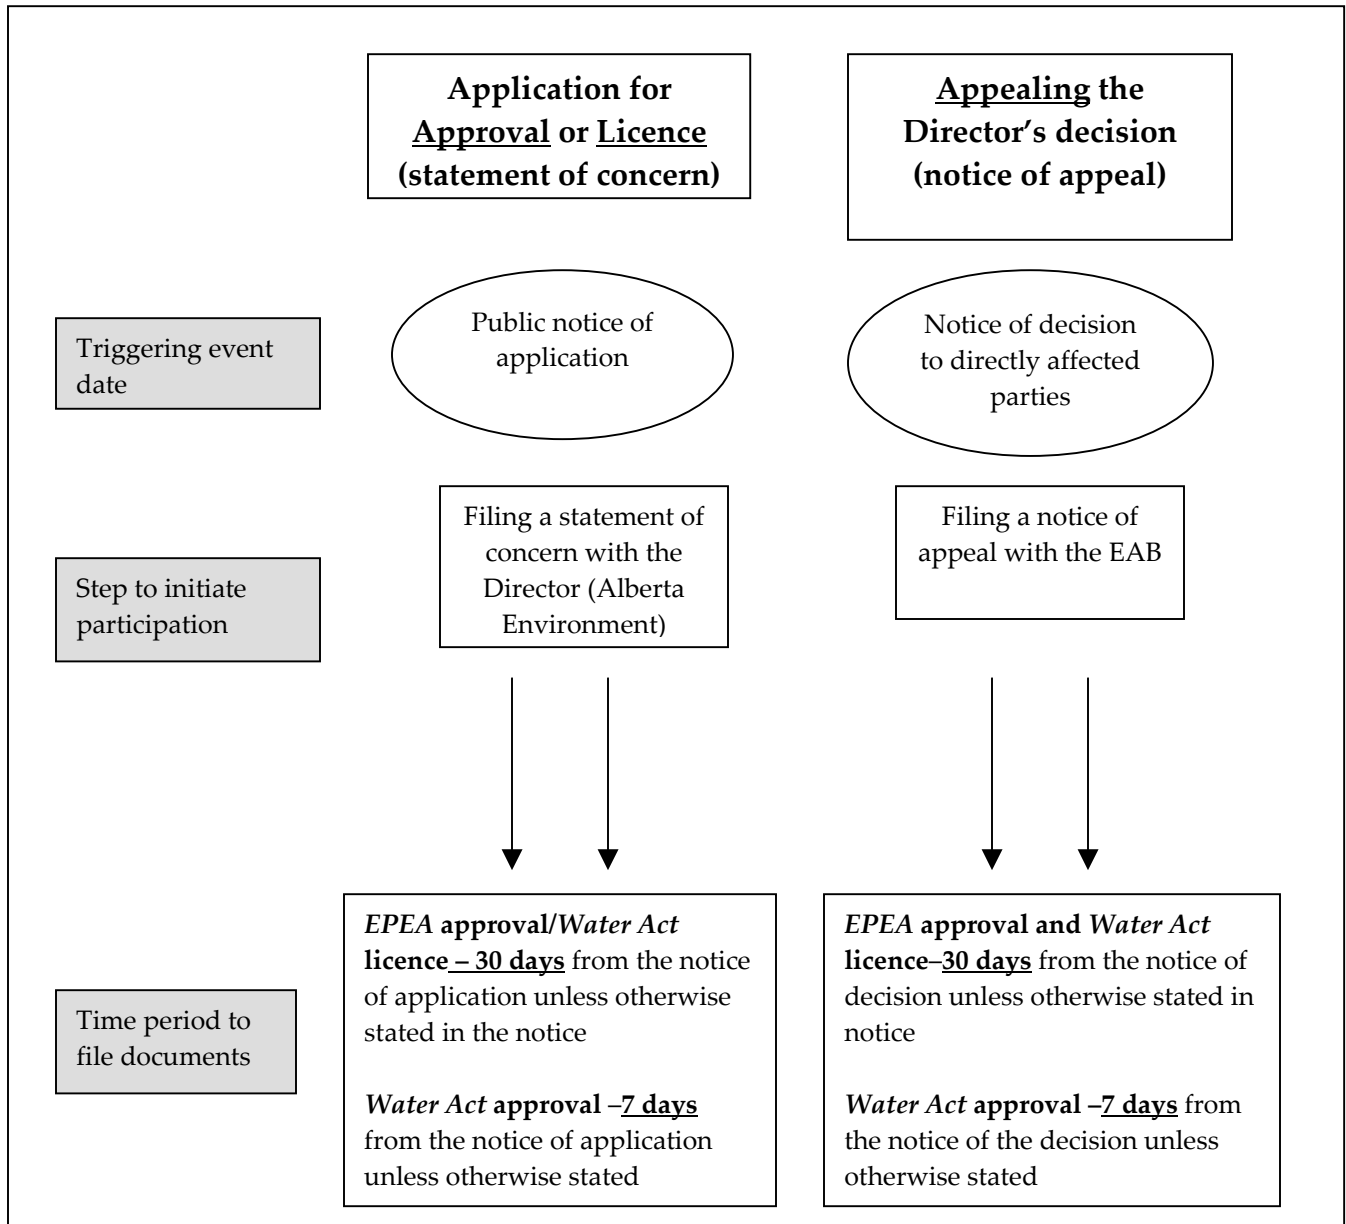 Application for
Approval or Licence
(statement of concern)
Appealing the
Director’s decision
(notice of appeal)
Triggering event
date
Public notice of
application
Notice of decision
to directly affected
parties
Step to initiate
participation
Filing a statement of
concern with the
Director (Alberta
Environment)
Filing a notice of
appeal with the EAB
Time period to
file documents
EPEA approval/Water Act
licence – 30 days from the notice
of application unless otherwise
stated in the notice
Water Act approval –7 days
from the notice of application
unless otherwise stated
EPEA approval and Water Act
licence–30 days from the notice of
decision unless otherwise stated in
notice
Water Act approval –7 days from
the notice of the decision unless
otherwise stated